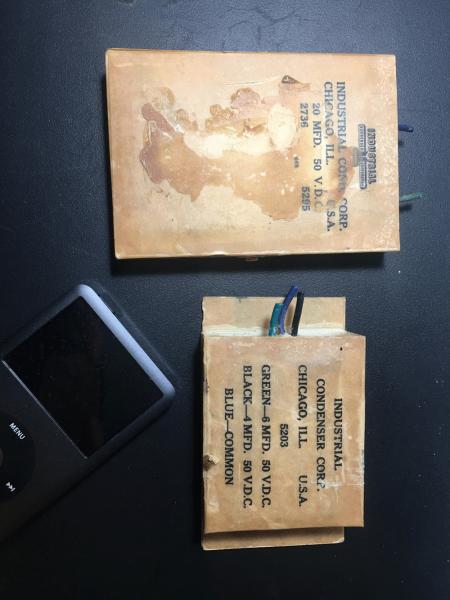 INDUSTRIAL
INDUSTRIAL COND. CORP.
CHICAGO, ILL. U.S.A.
20 MFD. 50 V.D.C.
2736 5295
INDUSTRIAL
CONDENSER CORP.
CHICAGO, ILL. U.S.A.
5203
GREEN—6 MFD. 50 V.D.C.
BLACK—4 MFD. 50 V.D.C.
BLUE—COMMON
MENU